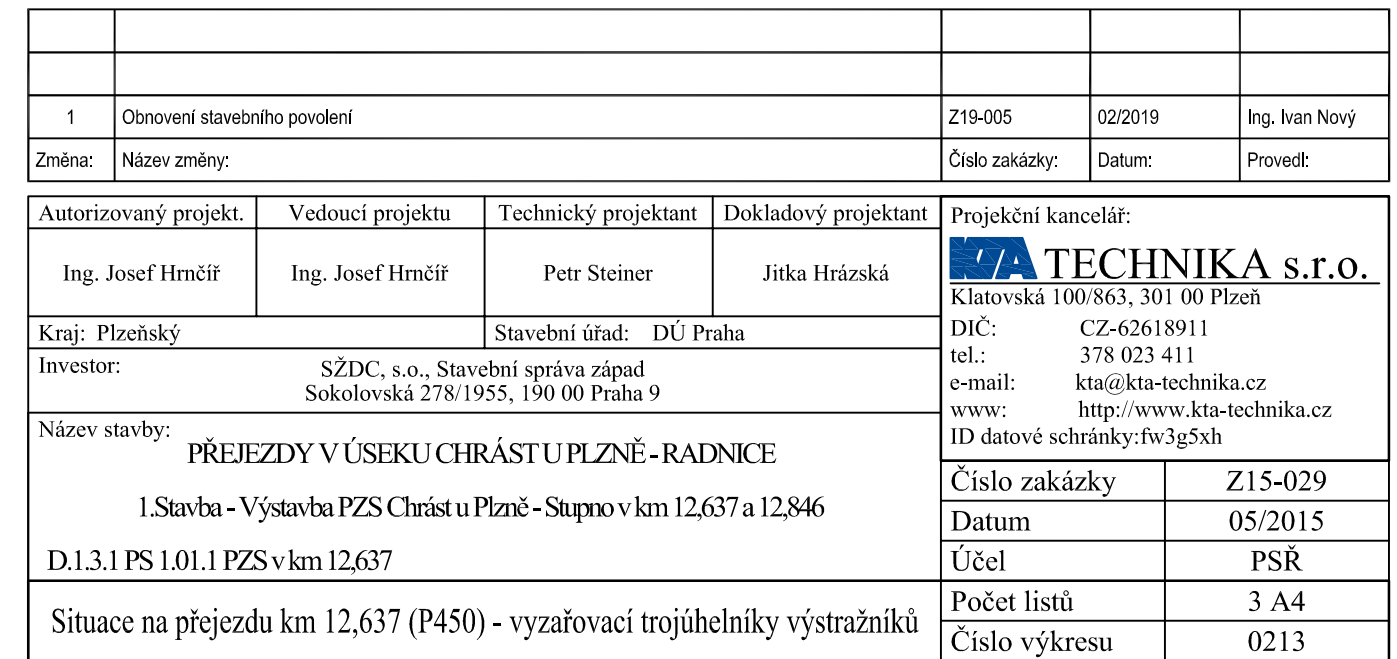 1 Obnovení stavebního povolení Z19-005 02/2019 Ing. Ivan Nový
Změna: Název změny: Číslo zakázky: Datum: Provedl:
Autorizovaný projekt. Vedoucí projektu Technický projektant Dokladový projektant
Ing. Josef Hrnčíř Ing. Josef Hrnčíř Petr Steiner Jitka Hrázská
Kraj: Plzeňský Stavební úřad: DÚ Praha
Investor: SŽDC, s.o., Stavební správa západ
Sokolovská 278/1955, 190 00 Praha 9
Název stavby:
PŘEJEZDY V ÚSEKU CHRÁST U PLZNĚ - RADNICE
1.Stavba - Výstavba PZS Chrást u Plzně - Stupno v km 12,637 a 12,846
D.1.3.1 PS 1.01.1 PZS v km 12,637
Situace na přejezdu km 12,637 (P450) - vyzařovací trojúhelníky výstražníků
Projekční kancelář:
KTA TECHNIKA s.r.o.
Klatovská 100/863, 301 00 Plzeň
DIČ: CZ-62618911
tel.: 378 023 411
e-mail: kta@kta-technika.cz
www: http://www.kta-technika.cz
ID datové schránky:fw3g5xh
Číslo zakázky Z15-029
Datum 05/2015
Účel PSŘ
Počet listů 3 A4
Číslo výkresu 0213